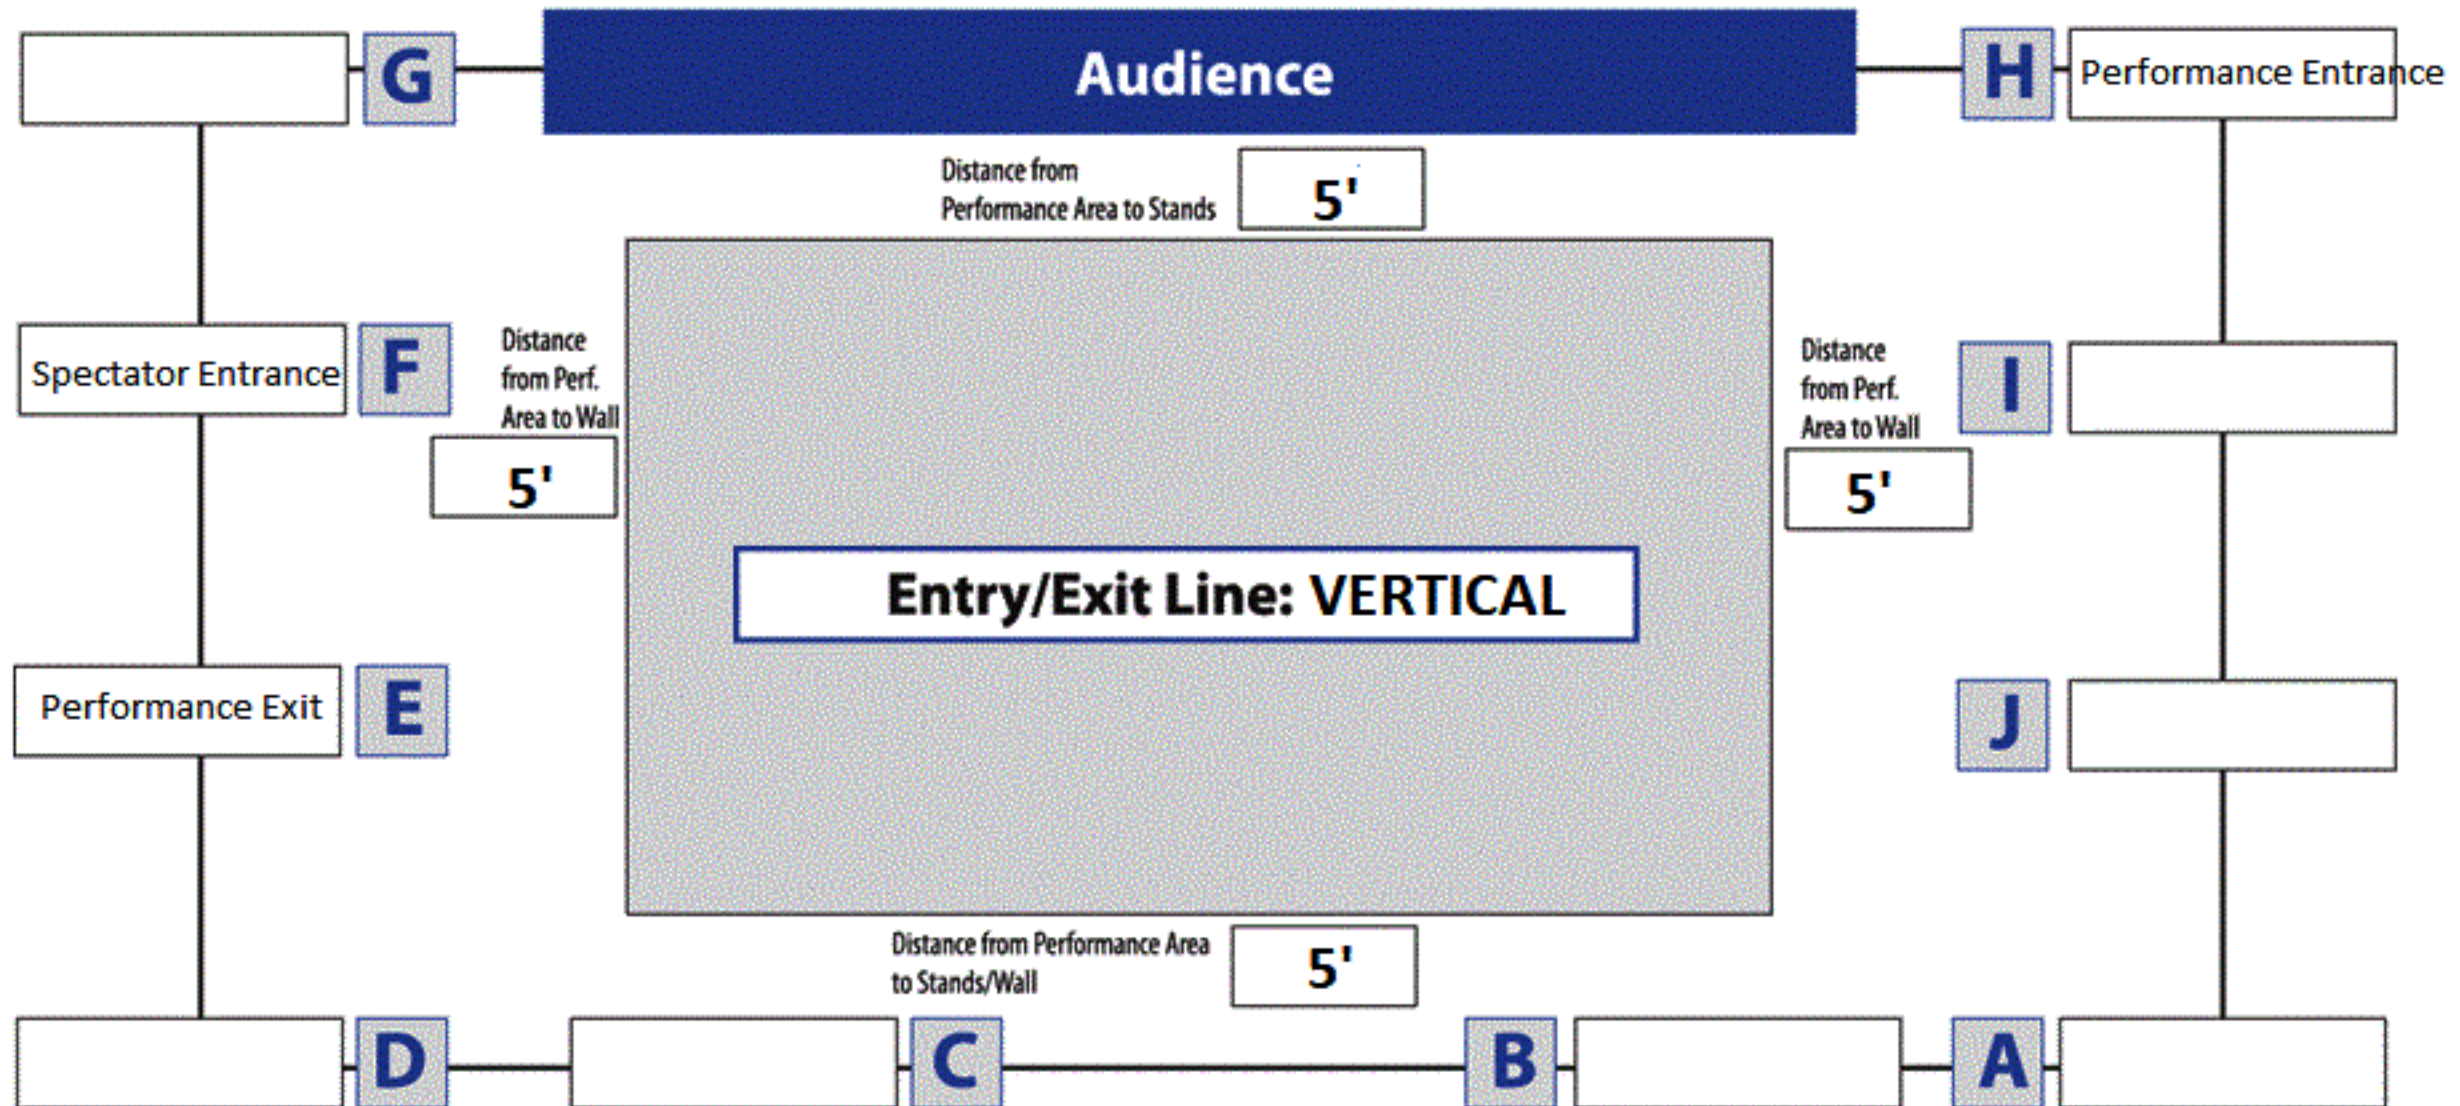 G
Audience
H
Performance Entrance
Distance from
Performance Area to Stands
5'
Spectator Entrance
F
Distance
from Perf.
Area to Wall
5'
Distance
from Perf.
Area to Wall
5'
I
Entry/Exit Line: VERTICAL
Performance Exit
E
J
Distance from Performance Area
to Stands/Wall
5'
D
C
B
A